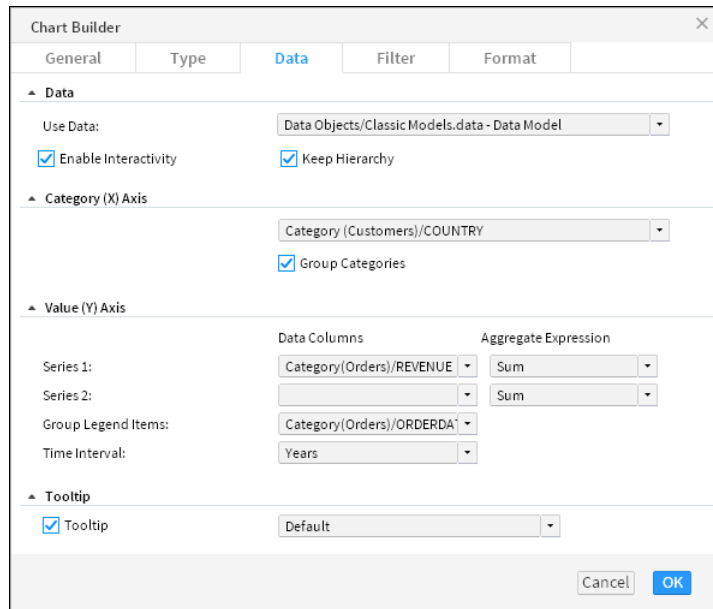 Chart Builder
General Type Data Filter Format
Data
Use Data: Data Objects/Classic Models.data - Data Model
Enable Interactivity Keep Hierarchy
Category (X) Axis
Category (Customers)/COUNTRY
Group Categories
Value (Y) Axis
Data Columns Aggregate Expression
Series 1: Category(Orders)/REVENUE Sum
Series 2: Sum
Group Legend Items: Category(Orders)/ORDERDAT
Time Interval: Years
Tooltip
Tooltip Default
Cancel OK